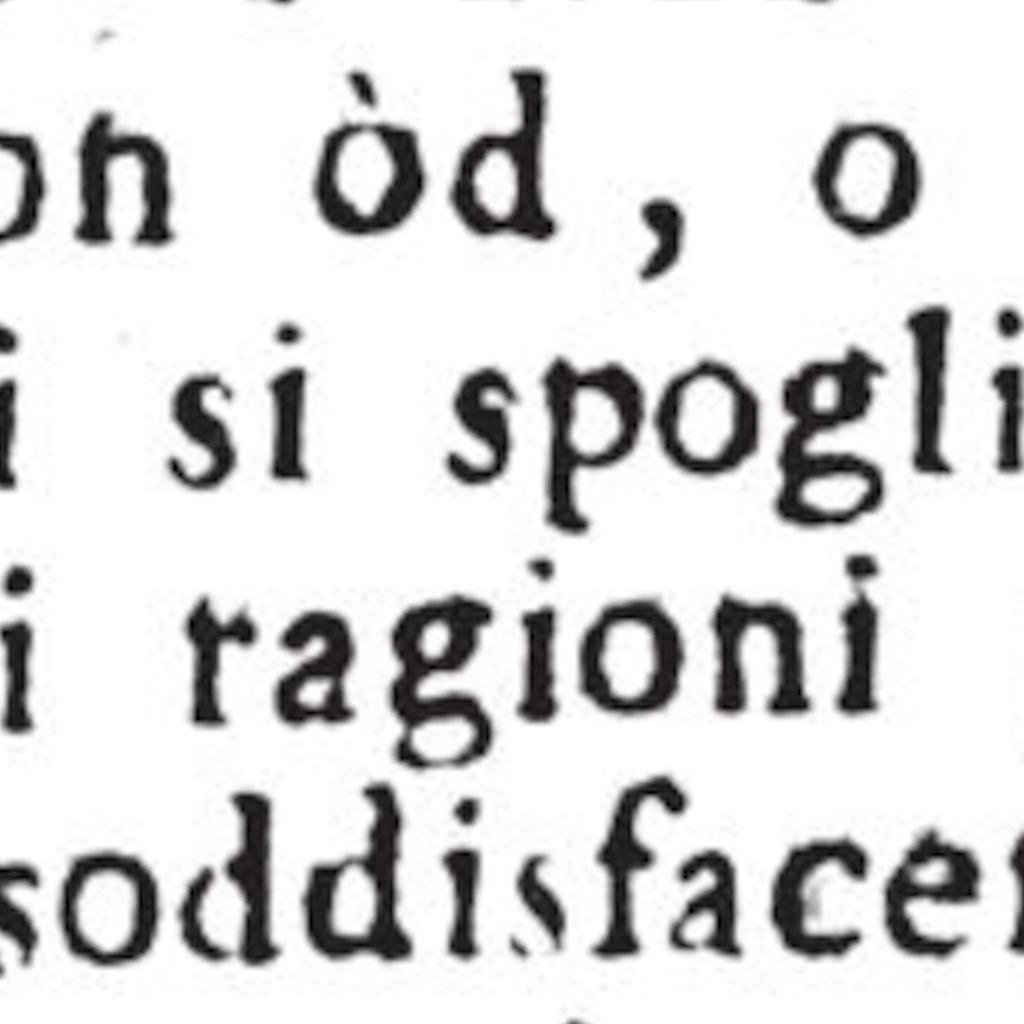 on òd, o
i si spogli
i ragioni
soddisfacer